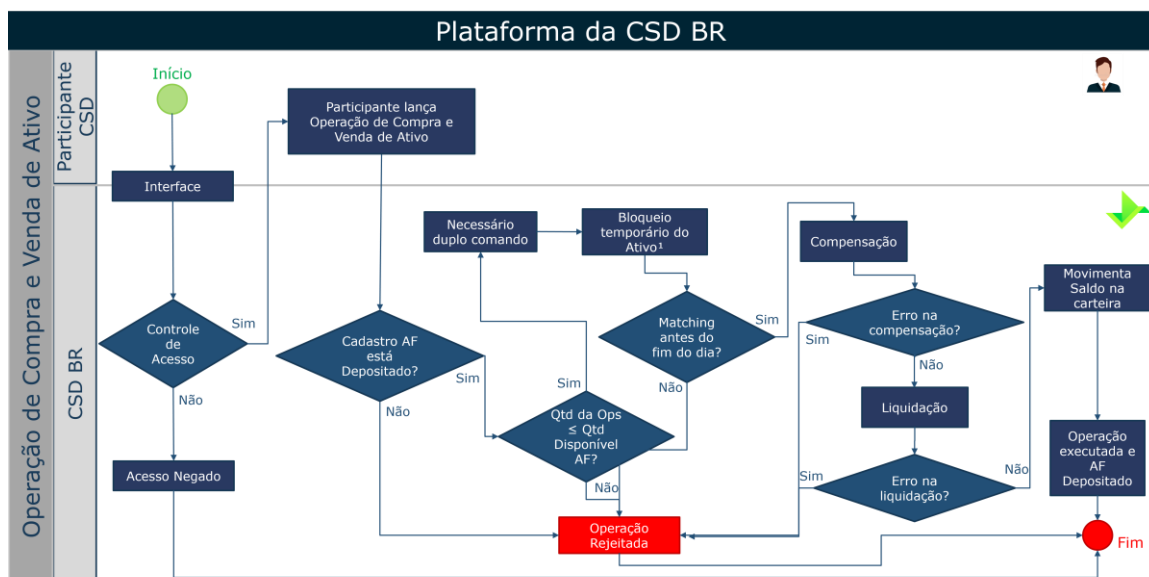 Plataforma da CSD BR
Operação de Compra e Venda de Ativo
Participante
CSD
CSD BR
Início
Participante lança
Operação de Compra e
Venda de Ativo
Interface
Necessário
duplo comando
Bloqueio
temporário do
Ativo¹
Compensação
Movimenta
Saldo na
carteira
Controle
de
Acesso
Sim
Não
Cadastro AF
está
Depositado?
Sim
Não
Matching
antes do
fim do dia?
Sim
Não
Erro na
compensação?
Sim
Não
Qtd da Ops
≤ Qtd
Disponível
AF?
Sim
Não
Liquidação
Acesso Negado
Erro na
liquidação?
Sim
Não
Operação
executada e
AF
Depositado
Operação
Rejeitada
Fim